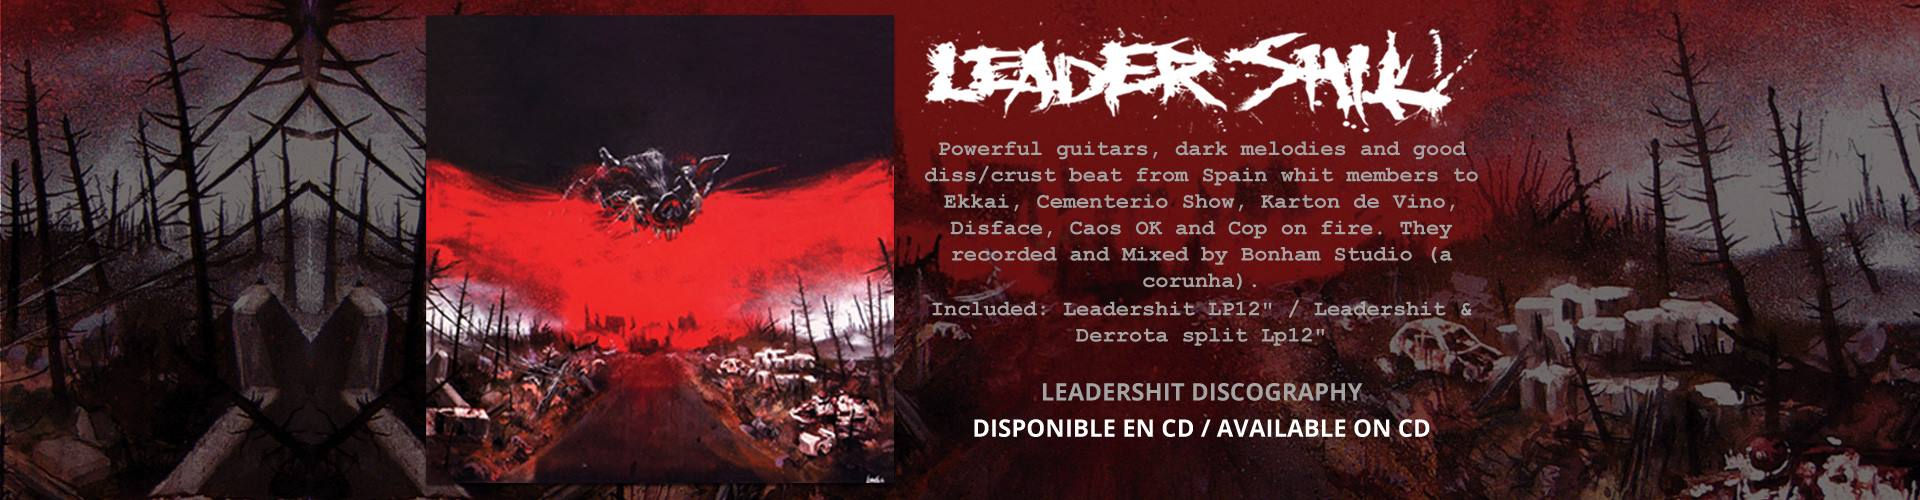 LEADERSHIT
Powerful guitars, dark melodies and good
diss/crust beat from Spain whit members to
Ekkai, Cementerio Show, Karton de Vino,
Disface, Caos OK and Cop on fire. They
recorded and Mixed by Bonham Studio (a
corunha).
Included: Leadershit LP12" / Leadershit &
Derrota split Lp12"
LEADERSHIT DISCOGRAPHY
DISPONIBLE EN CD / AVAILABLE ON CD